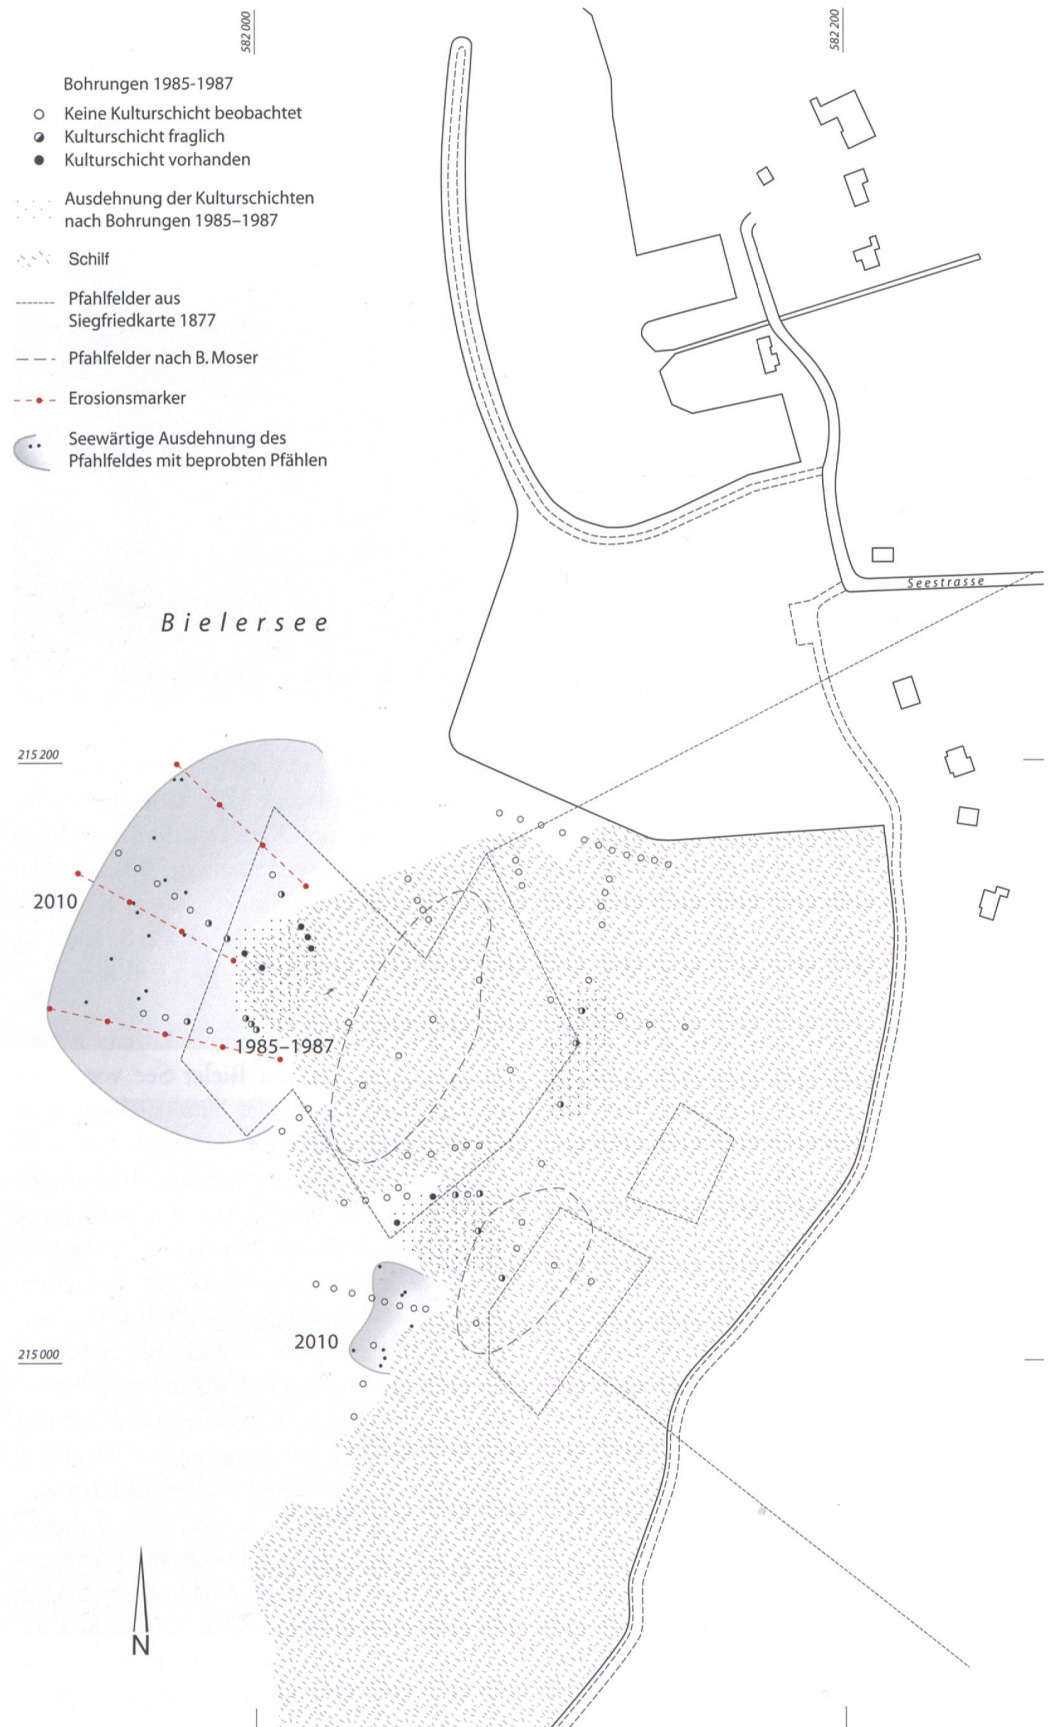 582 000
582 200
Bohrungen 1985-1987
Keine Kulturschicht beobachtet
Kulturschicht fraglich
Kulturschicht vorhanden
Ausdehnung der Kulturschichten
nach Bohrungen 1985–1987
Schilf
Pfahlfelder aus
Siegfriedkarte 1877
Pfahlfelder nach B. Moser
Erosionsmarker
Seewärtige Ausdehnung des
Pfahlfeldes mit beprobten Pfählen
Seestrasse
Bielersee
215 200
2010
1985–1987
2010
215 000
N